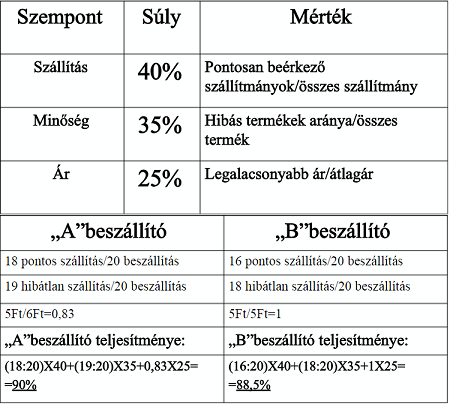 Szempont Súly Mérték
Szállítás 40% Pontosan beérkező
szállítmányok/összes szállítmány
Minőség 35% Hibás termékek aránya/összes
termék
Ár 25% Legalacsonyabb ár/átlagár
„A”beszállító „B”beszállító
18 pontos szállítás/20 beszállítás 16 pontos szállítás/20 beszállítás
19 hibátlan szállítás/20 beszállítás 18 hibátlan szállítás/20 beszállítás
5Ft/6Ft=0,83 5Ft/5Ft=1
„A”beszállító teljesítménye: „B”beszállító teljesítménye:
(18:20)X40+(19:20)X35+0,83X25= (16:20)X40+(18:20)X35+1X25=
=90% =88,5%